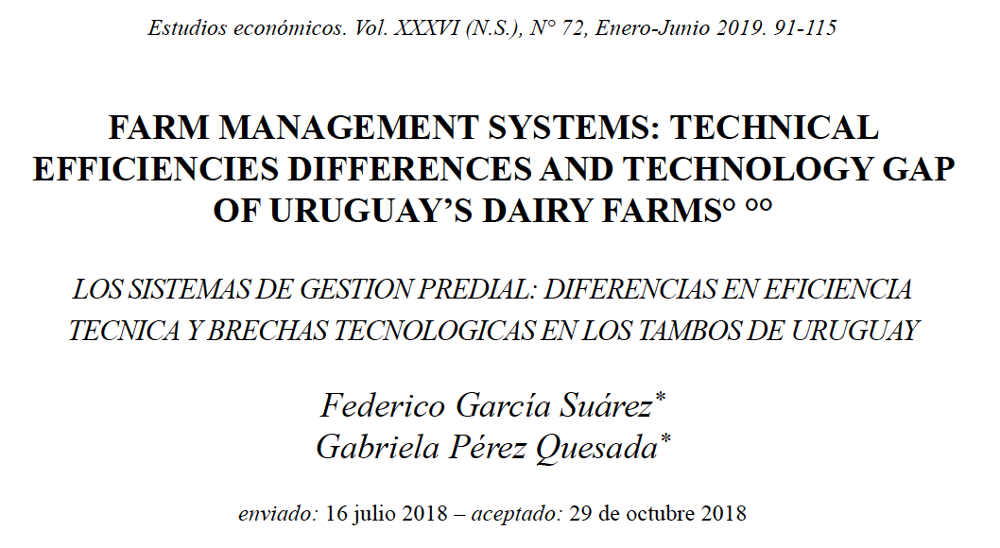 Estudios económicos. Vol. XXXVI (N.S.), N° 72, Enero-Junio 2019. 91-115
FARM MANAGEMENT SYSTEMS: TECHNICAL
EFFICIENCIES DIFFERENCES AND TECHNOLOGY GAP
OF URUGUAY’S DAIRY FARMS° °°
LOS SISTEMAS DE GESTION PREDIAL: DIFERENCIAS EN EFICIENCIA
TECNICA Y BRECHAS TECNOLOGICAS EN LOS TAMBOS DE URUGUAY
Federico García Suárez*
Gabriela Pérez Quesada*
enviado: 16 julio 2018 – aceptado: 29 de octubre 2018